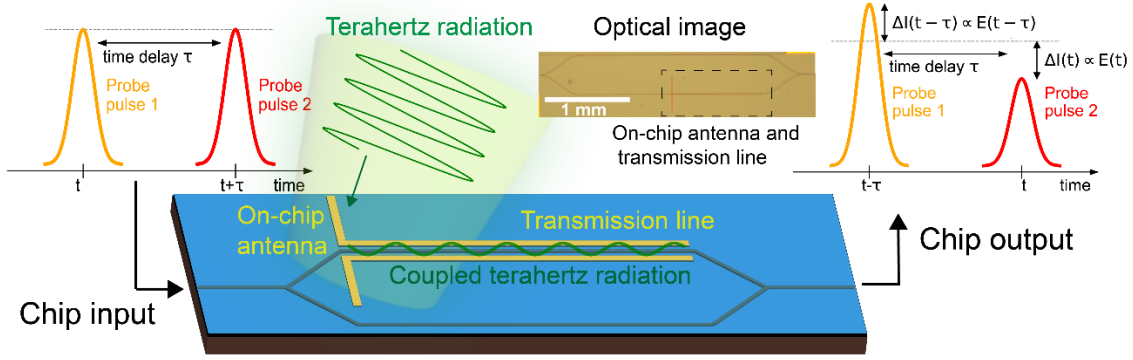 time delay τ
Probe
pulse 1
Probe
pulse 2
t
t+τ
time
Terahertz radiation
Optical image
1 mm
On-chip antenna and
transmission line
ΔI(t − τ) ∝ E(t − τ)
time delay τ
ΔI(t) ∝ E(t)
Probe
pulse 1
Probe
pulse 2
t-τ
t
time
On-chip
antenna
Transmission line
Coupled terahertz radiation
Chip input
Chip output